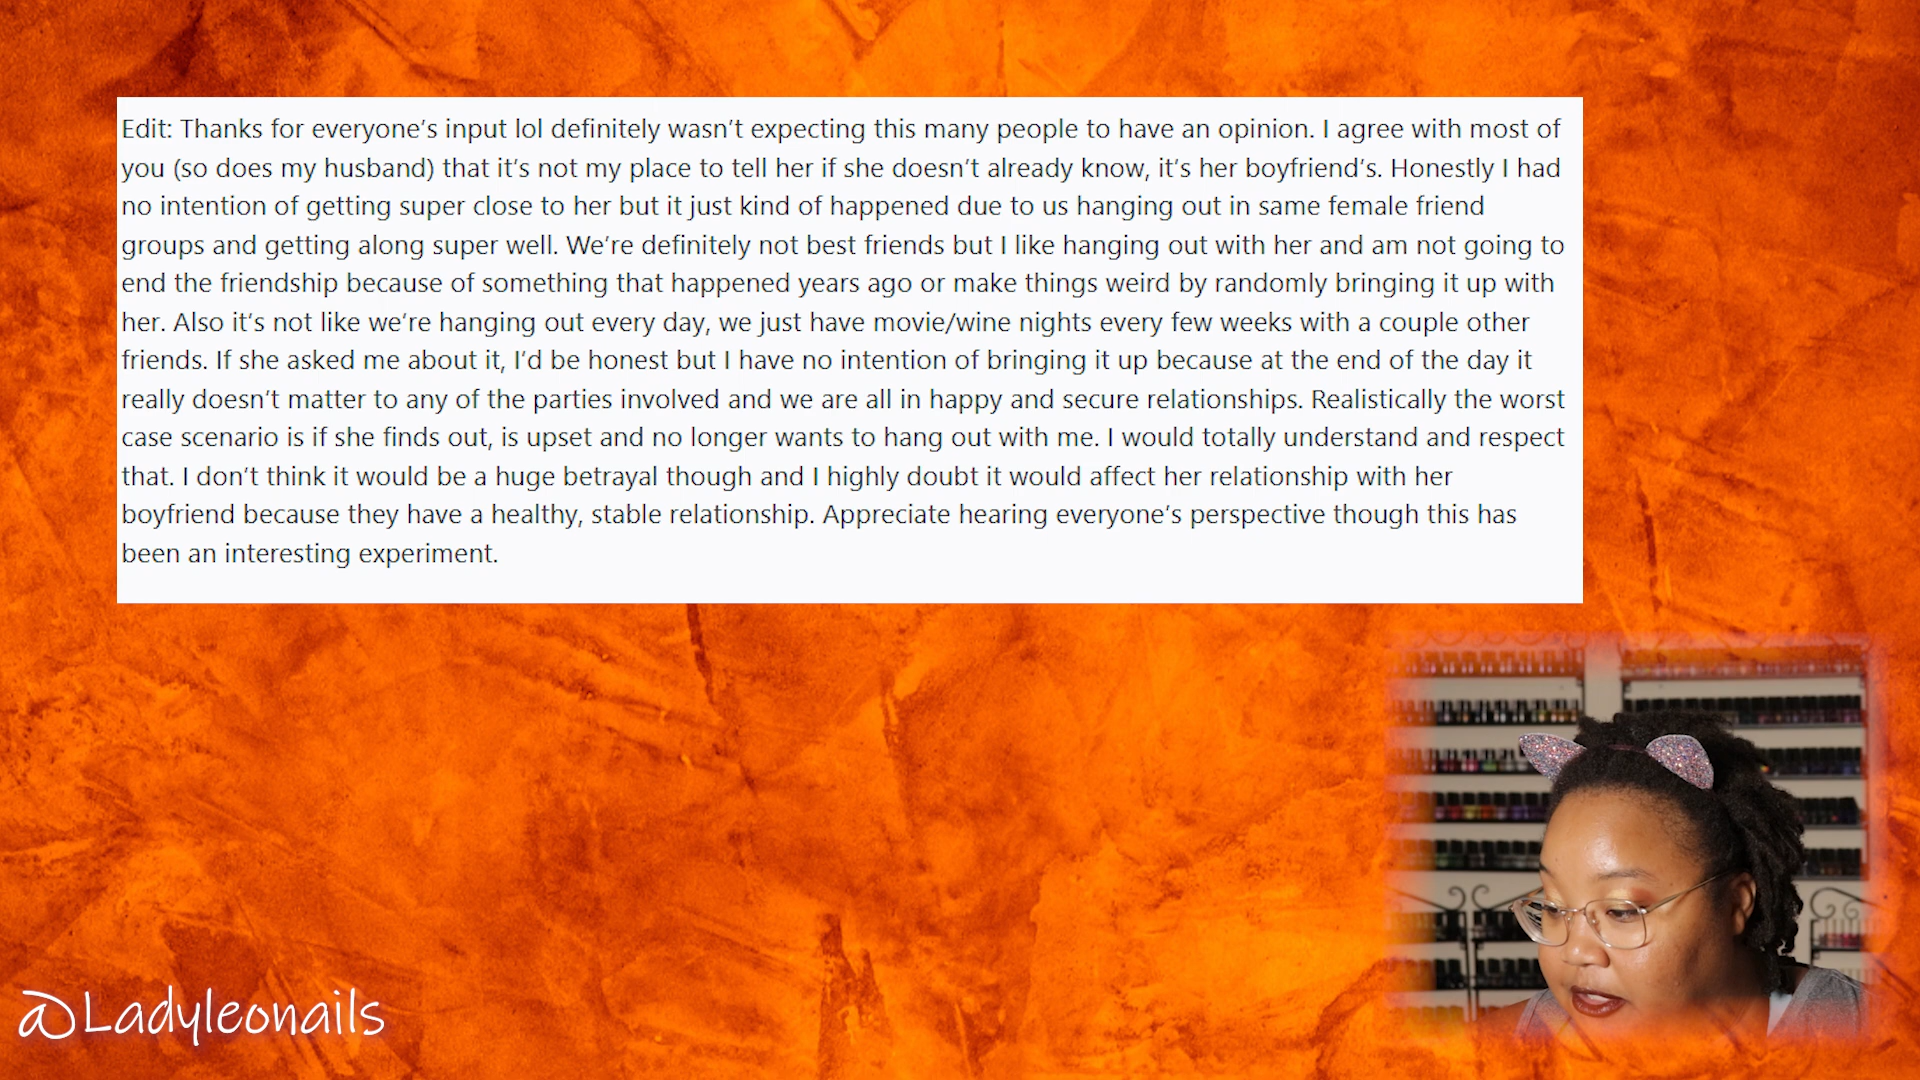 Edit: Thanks for everyone’s input lol definitely wasn’t expecting this many people to have an opinion. I agree with most of
you (so does my husband) that it’s not my place to tell her if she doesn’t already know, it’s her boyfriend’s. Honestly I had
no intention of getting super close to her but it just kind of happened due to us hanging out in same female friend
groups and getting along super well. We’re definitely not best friends but I like hanging out with her and am not going to
end the friendship because of something that happened years ago or make things weird by randomly bringing it up with
her. Also it’s not like we’re hanging out every day, we just have movie/wine nights every few weeks with a couple other
friends. If she asked me about it, I’d be honest but I have no intention of bringing it up because at the end of the day it
really doesn’t matter to any of the parties involved and we are all in happy and secure relationships. Realistically the worst
case scenario is if she finds out, is upset and no longer wants to hang out with me. I would totally understand and respect
that. I don’t think it would be a huge betrayal though and I highly doubt it would affect her relationship with her
boyfriend because they have a healthy, stable relationship. Appreciate hearing everyone’s perspective though this has
been an interesting experiment.
@Ladyleonails